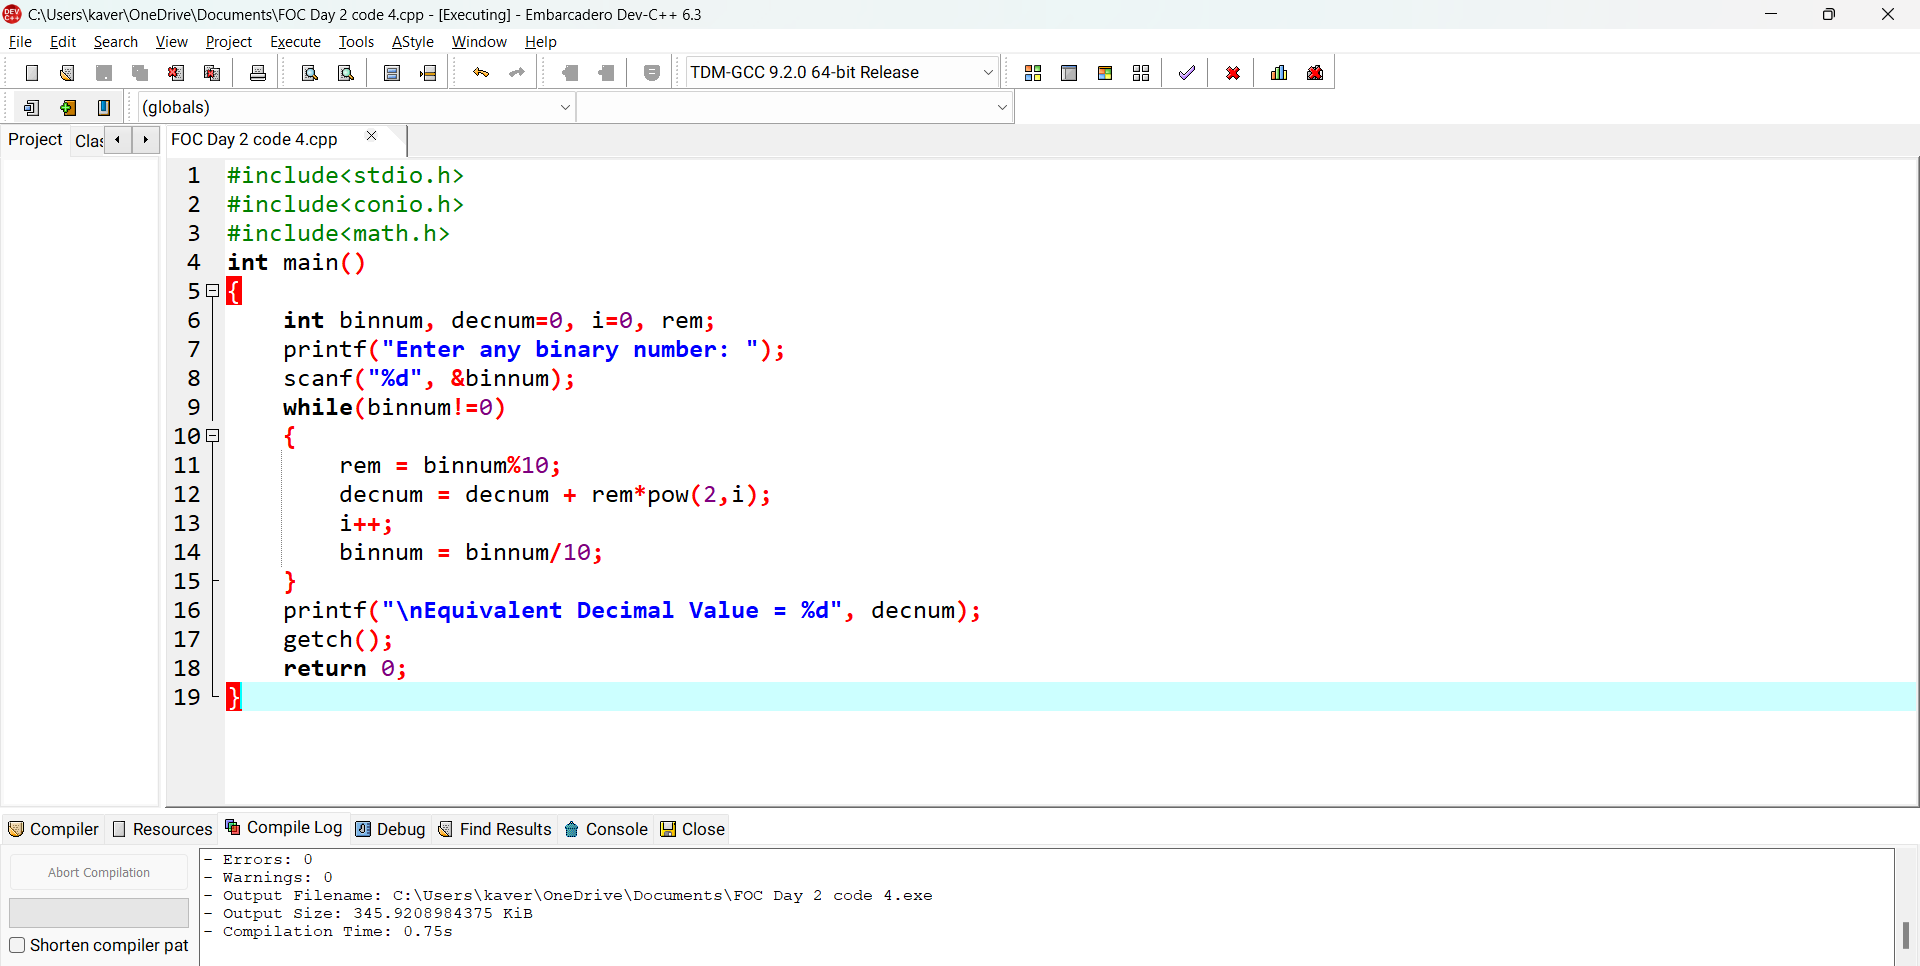 C:\Users\kaver\OneDrive\Documents\FOC Day 2 code 4.cpp - [Executing] - Embarcadero Dev-C++ 6.3
File Edit Search View Project Execute Tools AStyle Window Help
TDM-GCC 9.2.0 64-bit Release
(globals)
Project Clas FOC Day 2 code 4.cpp
1 #include<stdio.h>
2 #include<conio.h>
3 #include<math.h>
4 int main()
5 {
6 int binnum, decnum=0, i=0, rem;
7 printf("Enter any binary number: ");
8 scanf("%d", &binnum);
9 while(binnum!=0)
10 {
11 rem = binnum%10;
12 decnum = decnum + rem*pow(2,i);
13 i++;
14 binnum = binnum/10;
15 }
16 printf("\nEquivalent Decimal Value = %d", decnum);
17 getch();
18 return 0;
19 }
Compiler Resources Compile Log Debug Find Results Console Close
Abort Compilation
Shorten compiler pat
- Errors: 0
- Warnings: 0
- Output Filename: C:\Users\kaver\OneDrive\Documents\FOC Day 2 code 4.exe
- Output Size: 345.9208984375 KiB
- Compilation Time: 0.75s